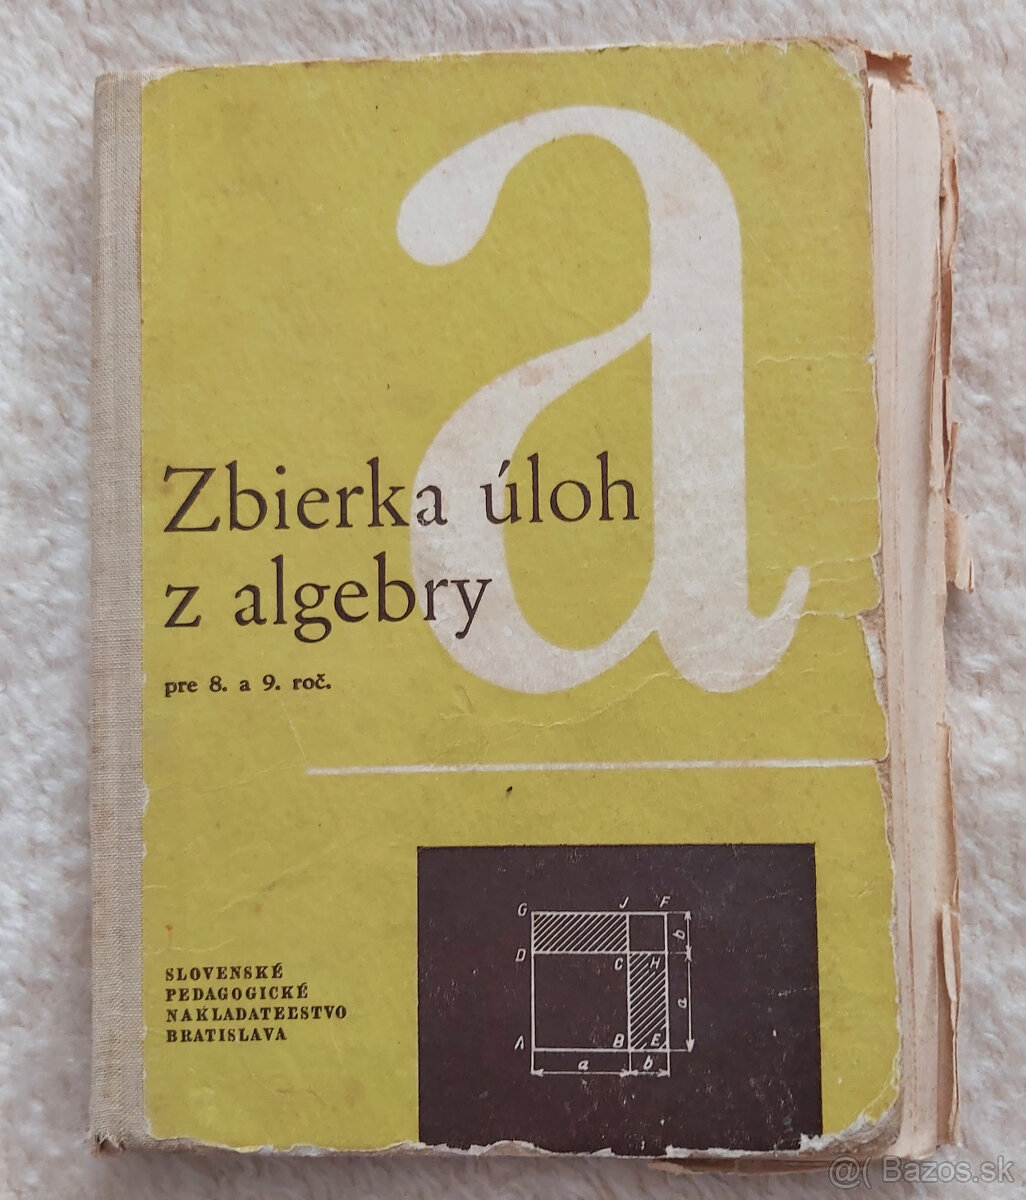 a
Zbierka úloh
z algebry
pre 8. a 9. roč.
SLOVENSKÉ
PEDAGOGICKÉ
NAKLADATEĽSTVO
BRATISLAVA
G J F
b
D C H
a
A B E
a b
@( Bazos.sk